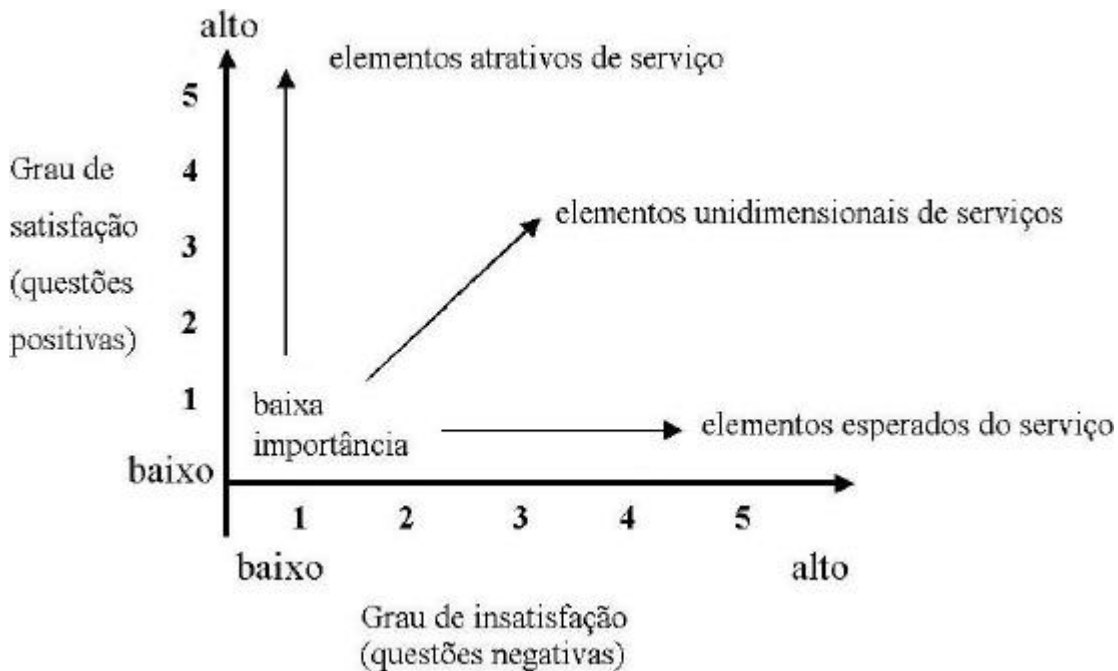 alto
elementos atrativos de serviço
5
Grau de
satisfação
(questões
positivas)
4
3
2
1
elementos unidimensionais de serviços
baixa
importância
elementos esperados do serviço
baixo
1 2 3 4 5
baixo
alto
Grau de insatisfação
(questões negativas)